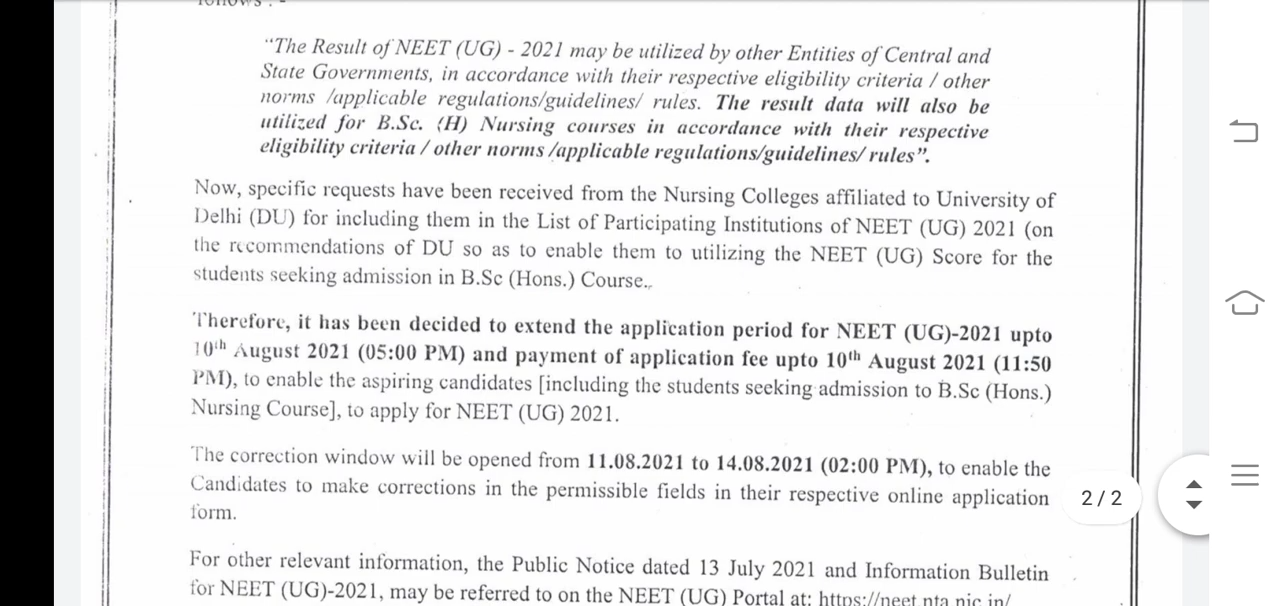 follows : -
"The Result of NEET (UG) - 2021 may be utilized by other Entities of Central and
State Governments, in accordance with their respective eligibility criteria / other
norms /applicable regulations/guidelines/ rules. The result data will also be
utilized for B.Sc. (H) Nursing courses in accordance with their respective
eligibility criteria / other norms /applicable regulations/guidelines/ rules".
Now, specific requests have been received from the Nursing Colleges affiliated to University of
Delhi (DU) for including them in the List of Participating Institutions of NEET (UG) 2021 (on
the recommendations of DU so as to enable them to utilizing the NEET (UG) Score for the
students seeking admission in B.Sc (Hons.) Course..
Therefore, it has been decided to extend the application period for NEET (UG)-2021 upto
10th August 2021 (05:00 PM) and payment of application fee upto 10th August 2021 (11:50
PM), to enable the aspiring candidates [including the students seeking admission to B.Sc (Hons.)
Nursing Course], to apply for NEET (UG) 2021.
The correction window will be opened from 11.08.2021 to 14.08.2021 (02:00 PM), to enable the
Candidates to make corrections in the permissible fields in their respective online application
form.
2 / 2
For other relevant information, the Public Notice dated 13 July 2021 and Information Bulletin
for NEET (UG)-2021, may be referred to on the NEET (UG) Portal at: https://neet.nta.nic.in/